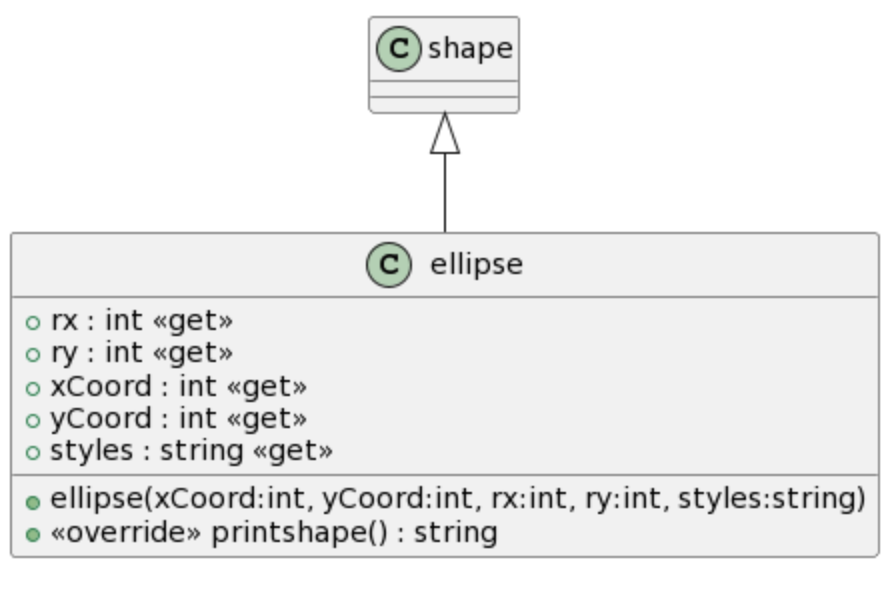 C shape
C ellipse
rx : int «get»
ry : int «get»
xCoord : int «get»
yCoord : int «get»
styles : string «get»
ellipse(xCoord:int, yCoord:int, rx:int, ry:int, styles:string)
«override» printshape() : string